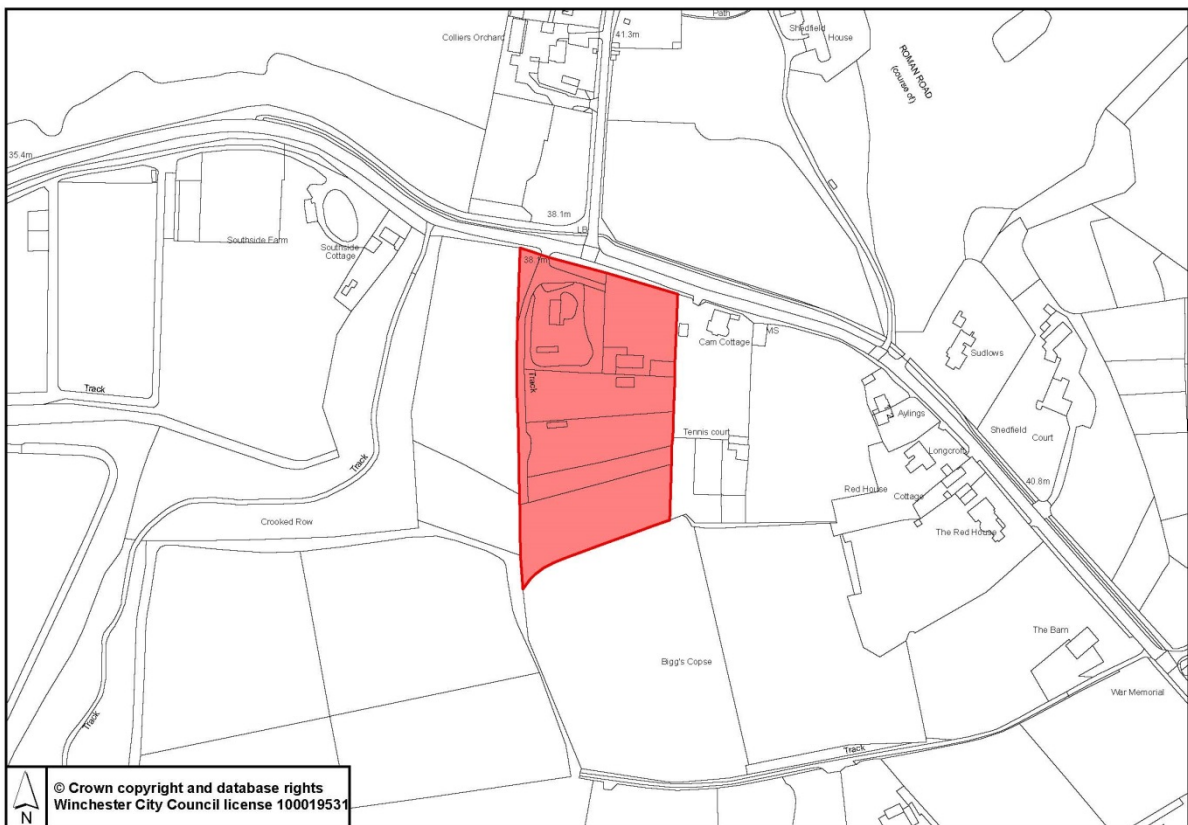 Path
Shedfield
House
41.3m
Colliers Orchard
ROMAN ROAD
(course of)
35.4m
38.1m
LB
Southside Farm
Southside
Cottage
38.1m
MS
Cam Cottage
Sudlows
Track
Track
Aylings
Shedfield
Court
Tennis court
Longcroft
Track
40.8m
Red House
Cottage
Crooked Row
The Red House
The Barn
Bigg's Copse
War Memorial
Track
Track
N
© Crown copyright and database rights
Winchester City Council license 100019531